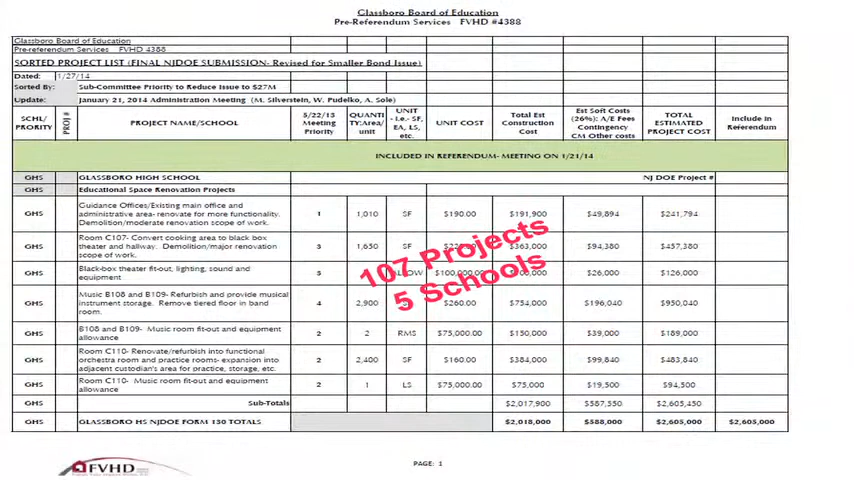 Glassboro Board of Education
Pre-Referendum Services FVHD #4388
Glassboro Board of Education
Pre-referendum Services FVHD 4388
SORTED PROJECT LIST (FINAL NJDOE SUBMISSION- Revised for Smaller Bond Issue)
Dated: 1/27/14
Sorted By: Sub-Committee Priority to Reduce Issue to $27M
Update: January 21, 2014 Administration Meeting (M. Silverstein, W. Pudelko, A. Sole)
SCHL/ PRIORITY PROJ # PROJECT NAME/SCHOOL 5/22/13 Meeting Priority QUANTI TY:Area/ unit UNIT - i.e.- SF, EA, LS, etc. UNIT COST Total Est Construction Cost Est Soft Costs (26%): A/E Fees Contingency CM Other costs TOTAL ESTIMATED PROJECT COST Include in Referendum
INCLUDED IN REFERENDUM- MEETING ON 1/21/14
GHS GLASSBORO HIGH SCHOOL NJ DOE Project #
GHS Educational Space Renovation Projects
GHS Guidance Offices/Existing main office and administrative area- renovate for more functionality. Demolition/moderate renovation scope of work. 1 1,010 SF $190.00 $191,900 $49,894 $241,794
GHS Room C107- Convert cooking area to black box theater and hallway. Demolition/major renovation scope of work. 3 1,650 SF $363,000 $94,380 $457,380
GHS Black-box theater fit-out, lighting, sound and equipment 5 $100,000.00 $26,000 $126,000
GHS Music B108 and B109- Refurbish and provide musical instrument storage. Remove tiered floor in band room. 4 2,900 $260.00 $754,000 $196,040 $950,040
GHS B108 and B109- Music room fit-out and equipment allowance 2 2 RMS $75,000.00 $150,000 $39,000 $189,000
GHS Room C110- Renovate/refurbish into functional orchestra room and practice rooms- expansion into adjacent custodian's area for practice, storage, etc. 2 2,400 SF $160.00 $384,000 $99,840 $483,840
GHS Room C110- Music room fit-out and equipment allowance 2 1 LS $75,000.00 $75,000 $19,500 $94,500
GHS Sub-Totals $2,017,900 $587,550 $2,605,450
GHS GLASSBORO HS NJDOE FORM 130 TOTALS $2,018,000 $588,000 $2,605,000 $2,605,000
107 Projects
5 Schools
FVHD
PAGE: 1